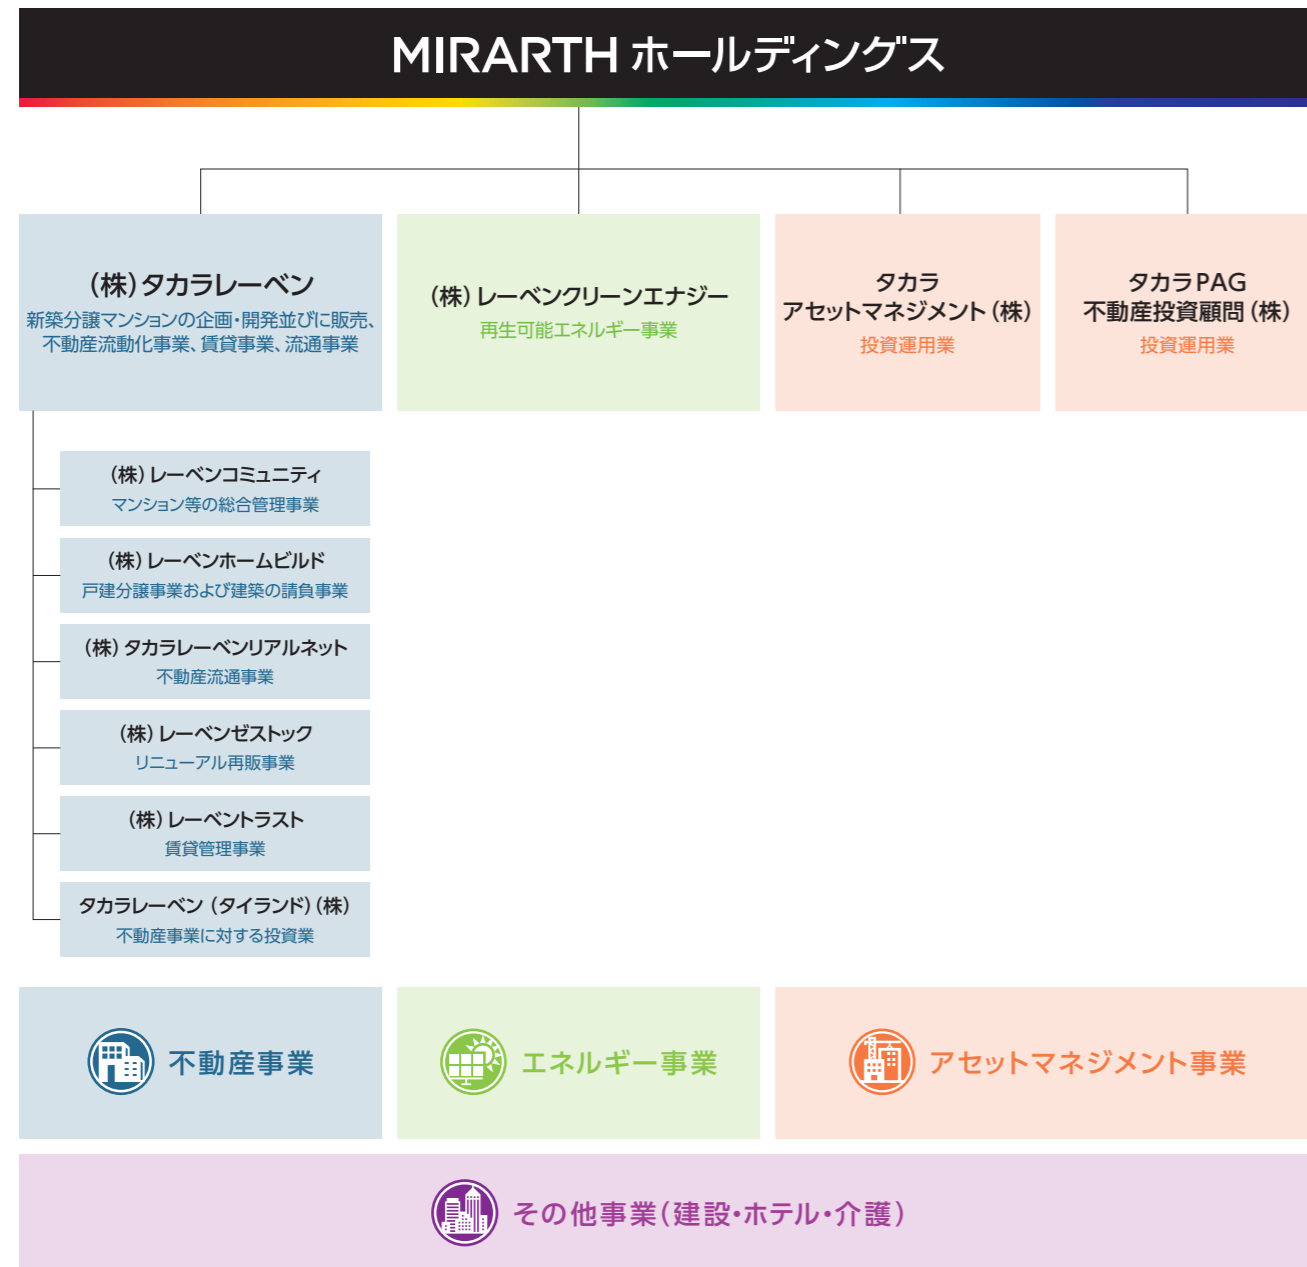 MIRARTH ホールディングス
（株）タカラレーベン
新築分譲マンションの企画・開発並びに販売、
不動産流動化事業、賃貸事業、流通事業
（株）レーベンクリーンエナジー
再生可能エネルギー事業
タカラ
アセットマネジメント（株）
投資運用業
タカラPAG
不動産投資顧問（株）
投資運用業
（株）レーベンコミュニティ
マンション等の総合管理事業
（株）レーベンホームビルド
戸建分譲事業および建築の請負事業
（株）タカラレーベンリアルネット
不動産流通事業
（株）レーベンゼストック
リニューアル再販事業
（株）レーベントラスト
賃貸管理事業
タカラレーベン（タイランド）（株）
不動産事業に対する投資業
不動産事業
エネルギー事業
アセットマネジメント事業
その他事業（建設・ホテル・介護）